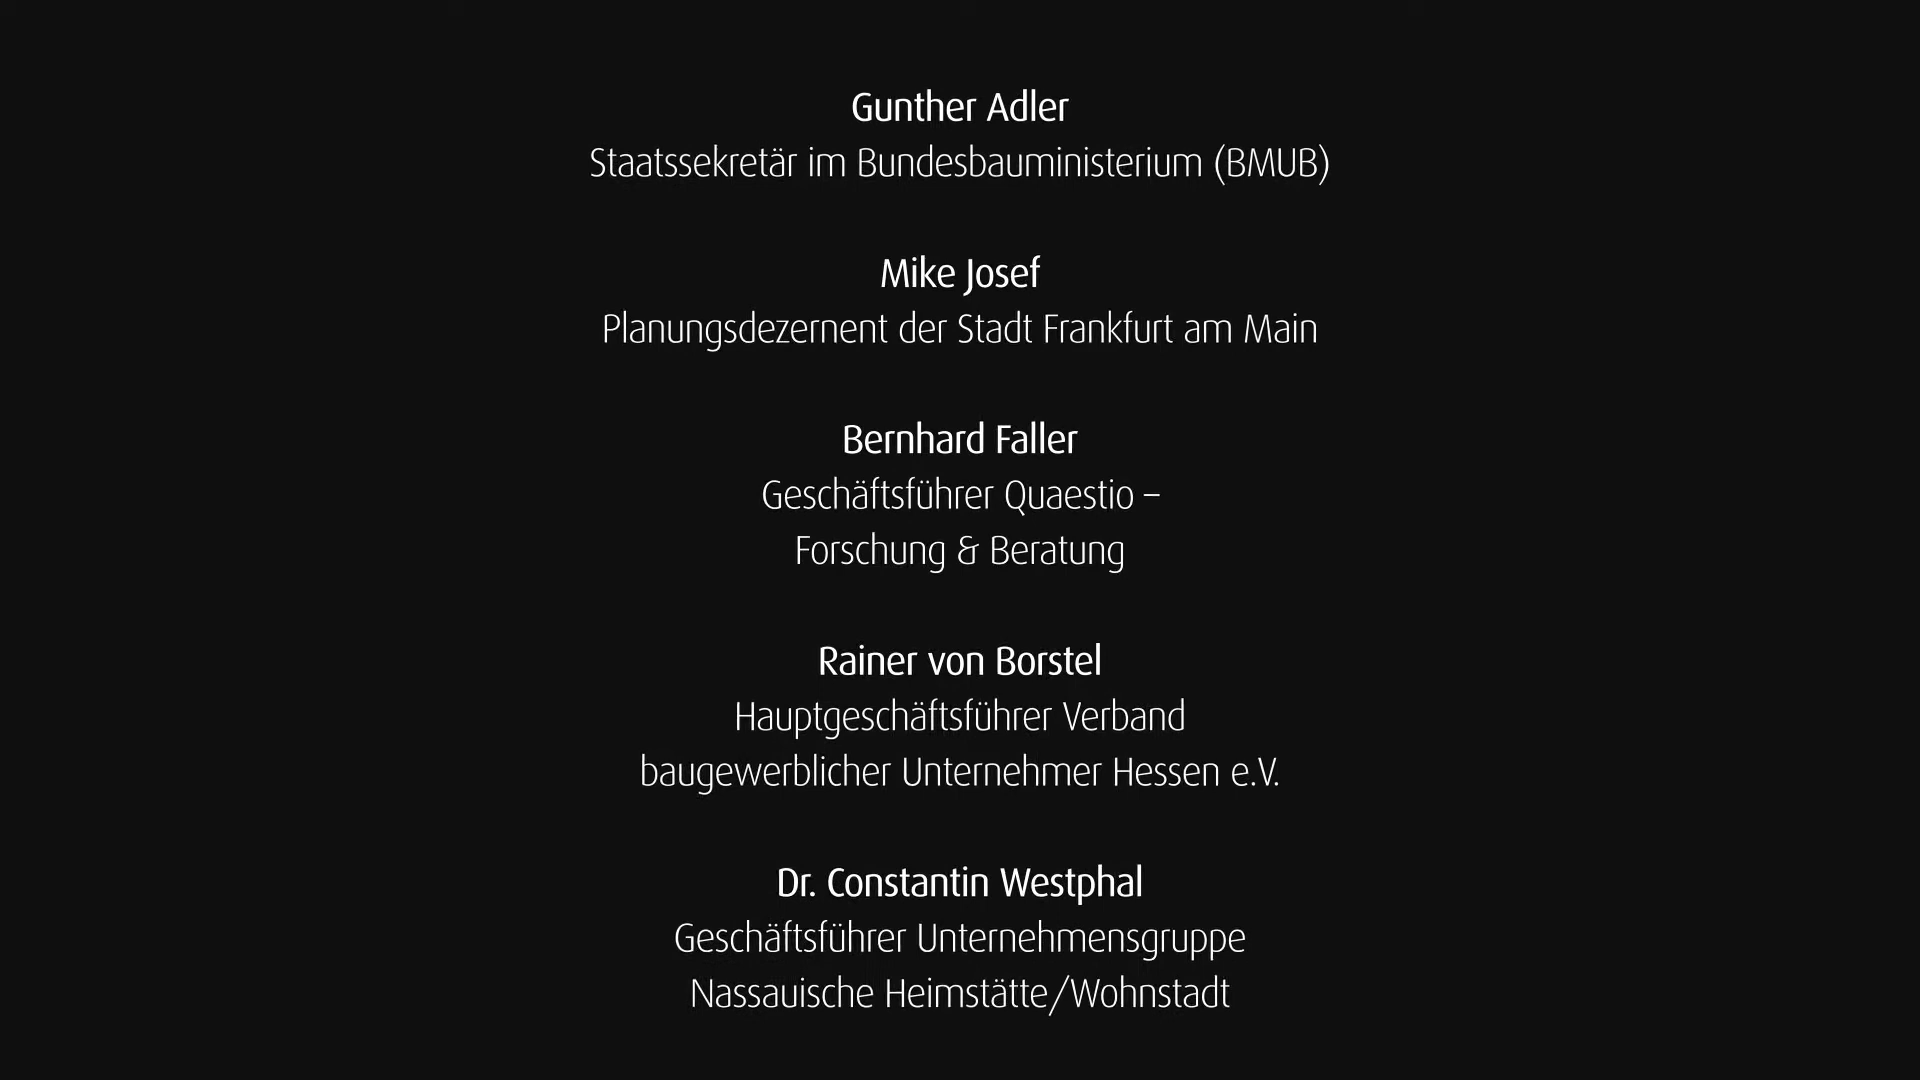 Gunther Adler
Staatssekretär im Bundesbauministerium (BMUB)
Mike Josef
Planungsdezernent der Stadt Frankfurt am Main
Bernhard Faller
Geschäftsführer Quaestio –
Forschung & Beratung
Rainer von Borstel
Hauptgeschäftsführer Verband
baugewerblicher Unternehmer Hessen e.V.
Dr. Constantin Westphal
Geschäftsführer Unternehmensgruppe
Nassauische Heimstätte/Wohnstadt